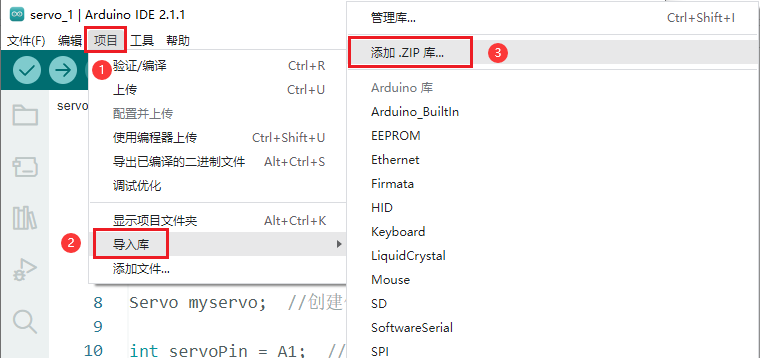 servo_1 | Arduino IDE 2.1.1
文件(F) 编辑 项目 工具 帮助
1
验证/编译 Ctrl+R
上传 Ctrl+U
配置并上传
使用编程器上传 Ctrl+Shift+U
导出已编译的二进制文件 Alt+Ctrl+S
调试优化
显示项目文件夹 Alt+Ctrl+K
2
导入库
添加文件...
servo
8 Servo myservo; //创建
9
10 int servoPin = A1; //
管理库... Ctrl+Shift+I
添加 .ZIP 库...
3
Arduino 库
Arduino_BuiltIn
EEPROM
Ethernet
Firmata
HID
Keyboard
LiquidCrystal
Mouse
SD
SoftwareSerial
SPI